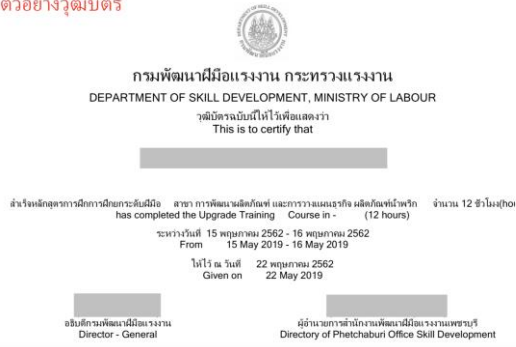 ตัวอย่างวุฒิบัตร
กรมพัฒนาฝีมือแรงงาน กระทรวงแรงงาน
DEPARTMENT OF SKILL DEVELOPMENT, MINISTRY OF LABOUR
วุฒิบัตรฉบับนี้ให้ไว้เพื่อแสดงว่า
This is to certify that
สำเร็จหลักสูตรการฝึกการฝึกยกระดับฝีมือ สาขา การพัฒนาผลิตภัณฑ์ และการวางแผนธุรกิจ ผลิตภัณฑ์น้ำพริก จำนวน 12 ชั่วโมง(hou
has completed the Upgrade Training Course in - (12 hours)
ระหว่างวันที่ 15 พฤษภาคม 2562 - 16 พฤษภาคม 2562
From 15 May 2019 - 16 May 2019
ให้ไว้ ณ วันที่ 22 พฤษภาคม 2562
Given on 22 May 2019
อธิบดีกรมพัฒนาฝีมือแรงงาน
Director - General
ผู้อำนวยการสำนักงานพัฒนาฝีมือแรงงานเพชรบุรี
Directory of Phetchaburi Office Skill Development